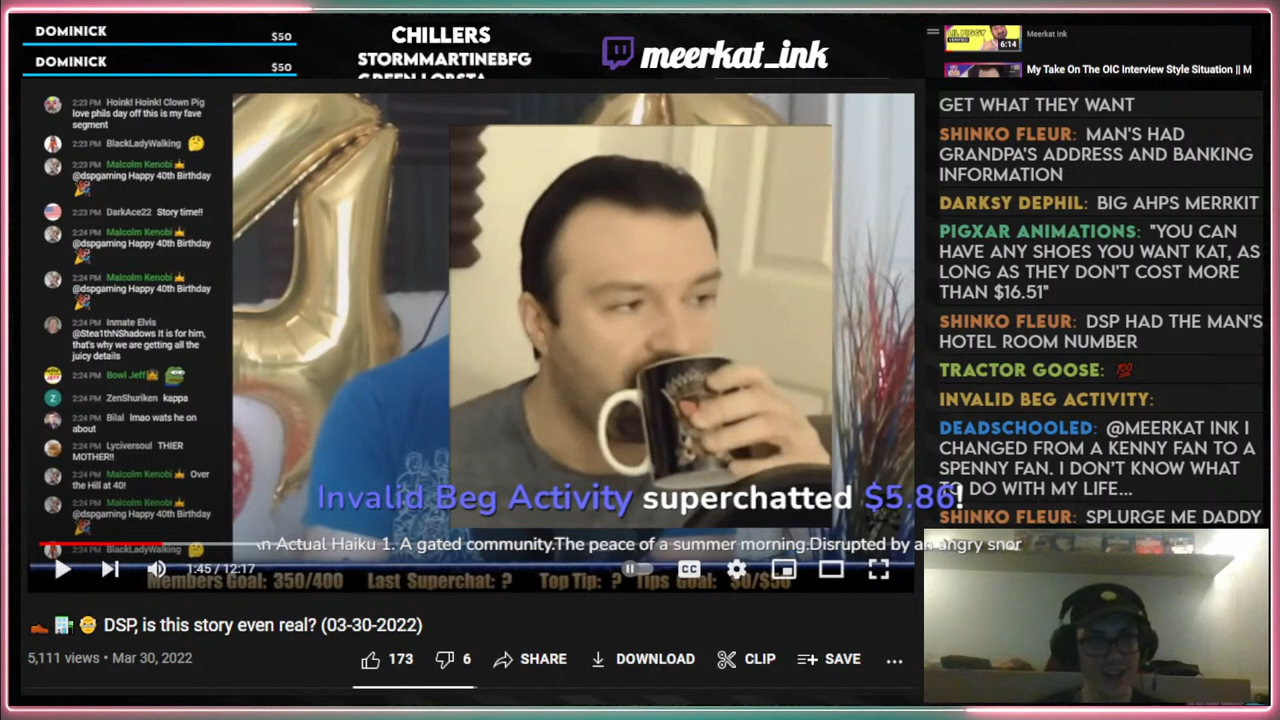 DOMINICK
$50
DOMINICK
$50
CHILLERS
STORMMARTINEBFG
GREEN LOBSTA
meerkat_ink
6:14
Meerkat Ink
My Take On The OIC Interview Style Situation || M
2:23 PM Hoink! Hoink! Clown Pig
love phils day off this is my fave
segment
2:23 PM BlackLadyWalking 🤔
2:23 PM Malcolm Kenobi
@dspgaming Happy 40th Birthday
🎉
2:23 PM DarkAce22 Story time!!
2:24 PM Malcolm Kenobi
@dspgaming Happy 40th Birthday
🎉
2:24 PM Malcolm Kenobi
@dspgaming Happy 40th Birthday
🎉
2:24 PM Inmate Elvis
@Stea1thNShadows It is for him,
that's why we are getting all the
juicy details
2:24 PM Bowl Jeff
2:24 PM ZenShuriken kappa
2:24 PM Bilal lmao wats he on
about
2:24 PM Lyciversoul THIER
MOTHER!!
2:24 PM Malcolm Kenobi Over
the Hill at 40!
2:24 PM Malcolm Kenobi
@dspgaming Happy 40th Birthday
🎉
2:24 PM BlackLadyWalking 🤔
Invalid Beg Activity superchatted $5.86!
n Actual Haiku 1. A gated community.The peace of a summer morning.Disrupted by an angry snor
1:45 / 12:17
CC
Members Goal: 350/400 Last Superchat: ? Top Tip: ? Tips Goal: $0/$50
👞 🏨 👴 DSP, is this story even real? (03-30-2022)
5,111 views • Mar 30, 2022
173
6
SHARE
DOWNLOAD
CLIP
SAVE
GET WHAT THEY WANT
SHINKO FLEUR: MAN'S HAD
GRANDPA'S ADDRESS AND BANKING
INFORMATION
DARKSY DEPHIL: BIG AHPS MERRKIT
PIGXAR ANIMATIONS: "YOU CAN
HAVE ANY SHOES YOU WANT KAT, AS
LONG AS THEY DON'T COST MORE
THAN $16.51"
SHINKO FLEUR: DSP HAD THE MAN'S
HOTEL ROOM NUMBER
TRACTOR GOOSE: 💯
INVALID BEG ACTIVITY:
DEADSCHOOLED: @MEERKAT INK I
CHANGED FROM A KENNY FAN TO A
SPENNY FAN. I DON'T KNOW WHAT
TO DO WITH MY LIFE...
SHINKO FLEUR: SPLURGE ME DADDY